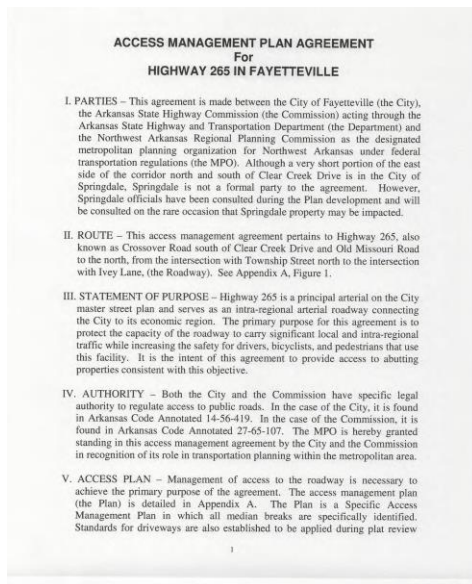 ACCESS MANAGEMENT PLAN AGREEMENT
For
HIGHWAY 265 IN FAYETTEVILLE
I. PARTIES – This agreement is made between the City of Fayetteville (the City),
the Arkansas State Highway Commission (the Commission) acting through the
Arkansas State Highway and Transportation Department (the Department) and
the Northwest Arkansas Regional Planning Commission as the designated
metropolitan planning organization for Northwest Arkansas under federal
transportation regulations (the MPO). Although a very short portion of the east
side of the corridor north and south of Clear Creek Drive is in the City of
Springdale, Springdale is not a formal party to the agreement. However,
Springdale officials have been consulted during the Plan development and will
be consulted on the rare occasion that Springdale property may be impacted.
II. ROUTE – This access management agreement pertains to Highway 265, also
known as Crossover Road south of Clear Creek Drive and Old Missouri Road
to the north, from the intersection with Township Street north to the intersection
with Ivey Lane, (the Roadway). See Appendix A, Figure 1.
III. STATEMENT OF PURPOSE – Highway 265 is a principal arterial on the City
master street plan and serves as an intra-regional arterial roadway connecting
the City to its economic region. The primary purpose for this agreement is to
protect the capacity of the roadway to carry significant local and intra-regional
traffic while increasing the safety for drivers, bicyclists, and pedestrians that use
this facility. It is the intent of this agreement to provide access to abutting
properties consistent with this objective.
IV. AUTHORITY – Both the City and the Commission have specific legal
authority to regulate access to public roads. In the case of the City, it is found
in Arkansas Code Annotated 14-56-419. In the case of the Commission, it is
found in Arkansas Code Annotated 27-65-107. The MPO is hereby granted
standing in this access management agreement by the City and the Commission
in recognition of its role in transportation planning within the metropolitan area.
V. ACCESS PLAN – Management of access to the roadway is necessary to
achieve the primary purpose of the agreement. The access management plan
(the Plan) is detailed in Appendix A. The Plan is a Specific Access
Management Plan in which all median breaks are specifically identified.
Standards for driveways are also established to be applied during plat review
1